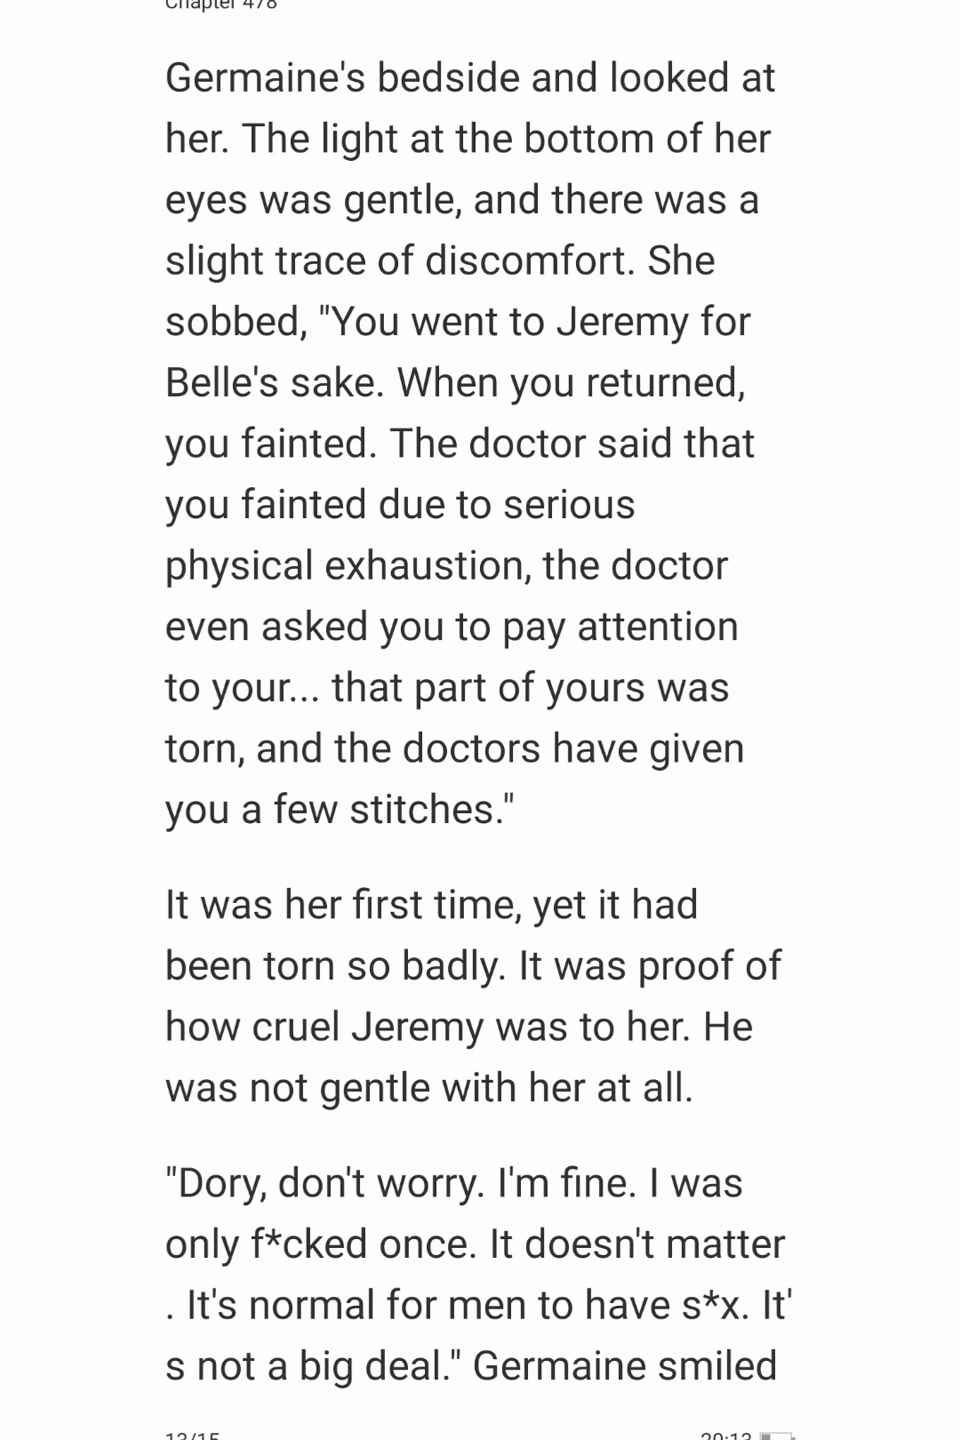 Chapter 478
Germaine's bedside and looked at
her. The light at the bottom of her
eyes was gentle, and there was a
slight trace of discomfort. She
sobbed, "You went to Jeremy for
Belle's sake. When you returned,
you fainted. The doctor said that
you fainted due to serious
physical exhaustion, the doctor
even asked you to pay attention
to your... that part of yours was
torn, and the doctors have given
you a few stitches."
It was her first time, yet it had
been torn so badly. It was proof of
how cruel Jeremy was to her. He
was not gentle with her at all.
"Dory, don't worry. I'm fine. I was
only f*cked once. It doesn't matter
. It's normal for men to have s*x. It'
s not a big deal." Germaine smiled
13/15
20:13